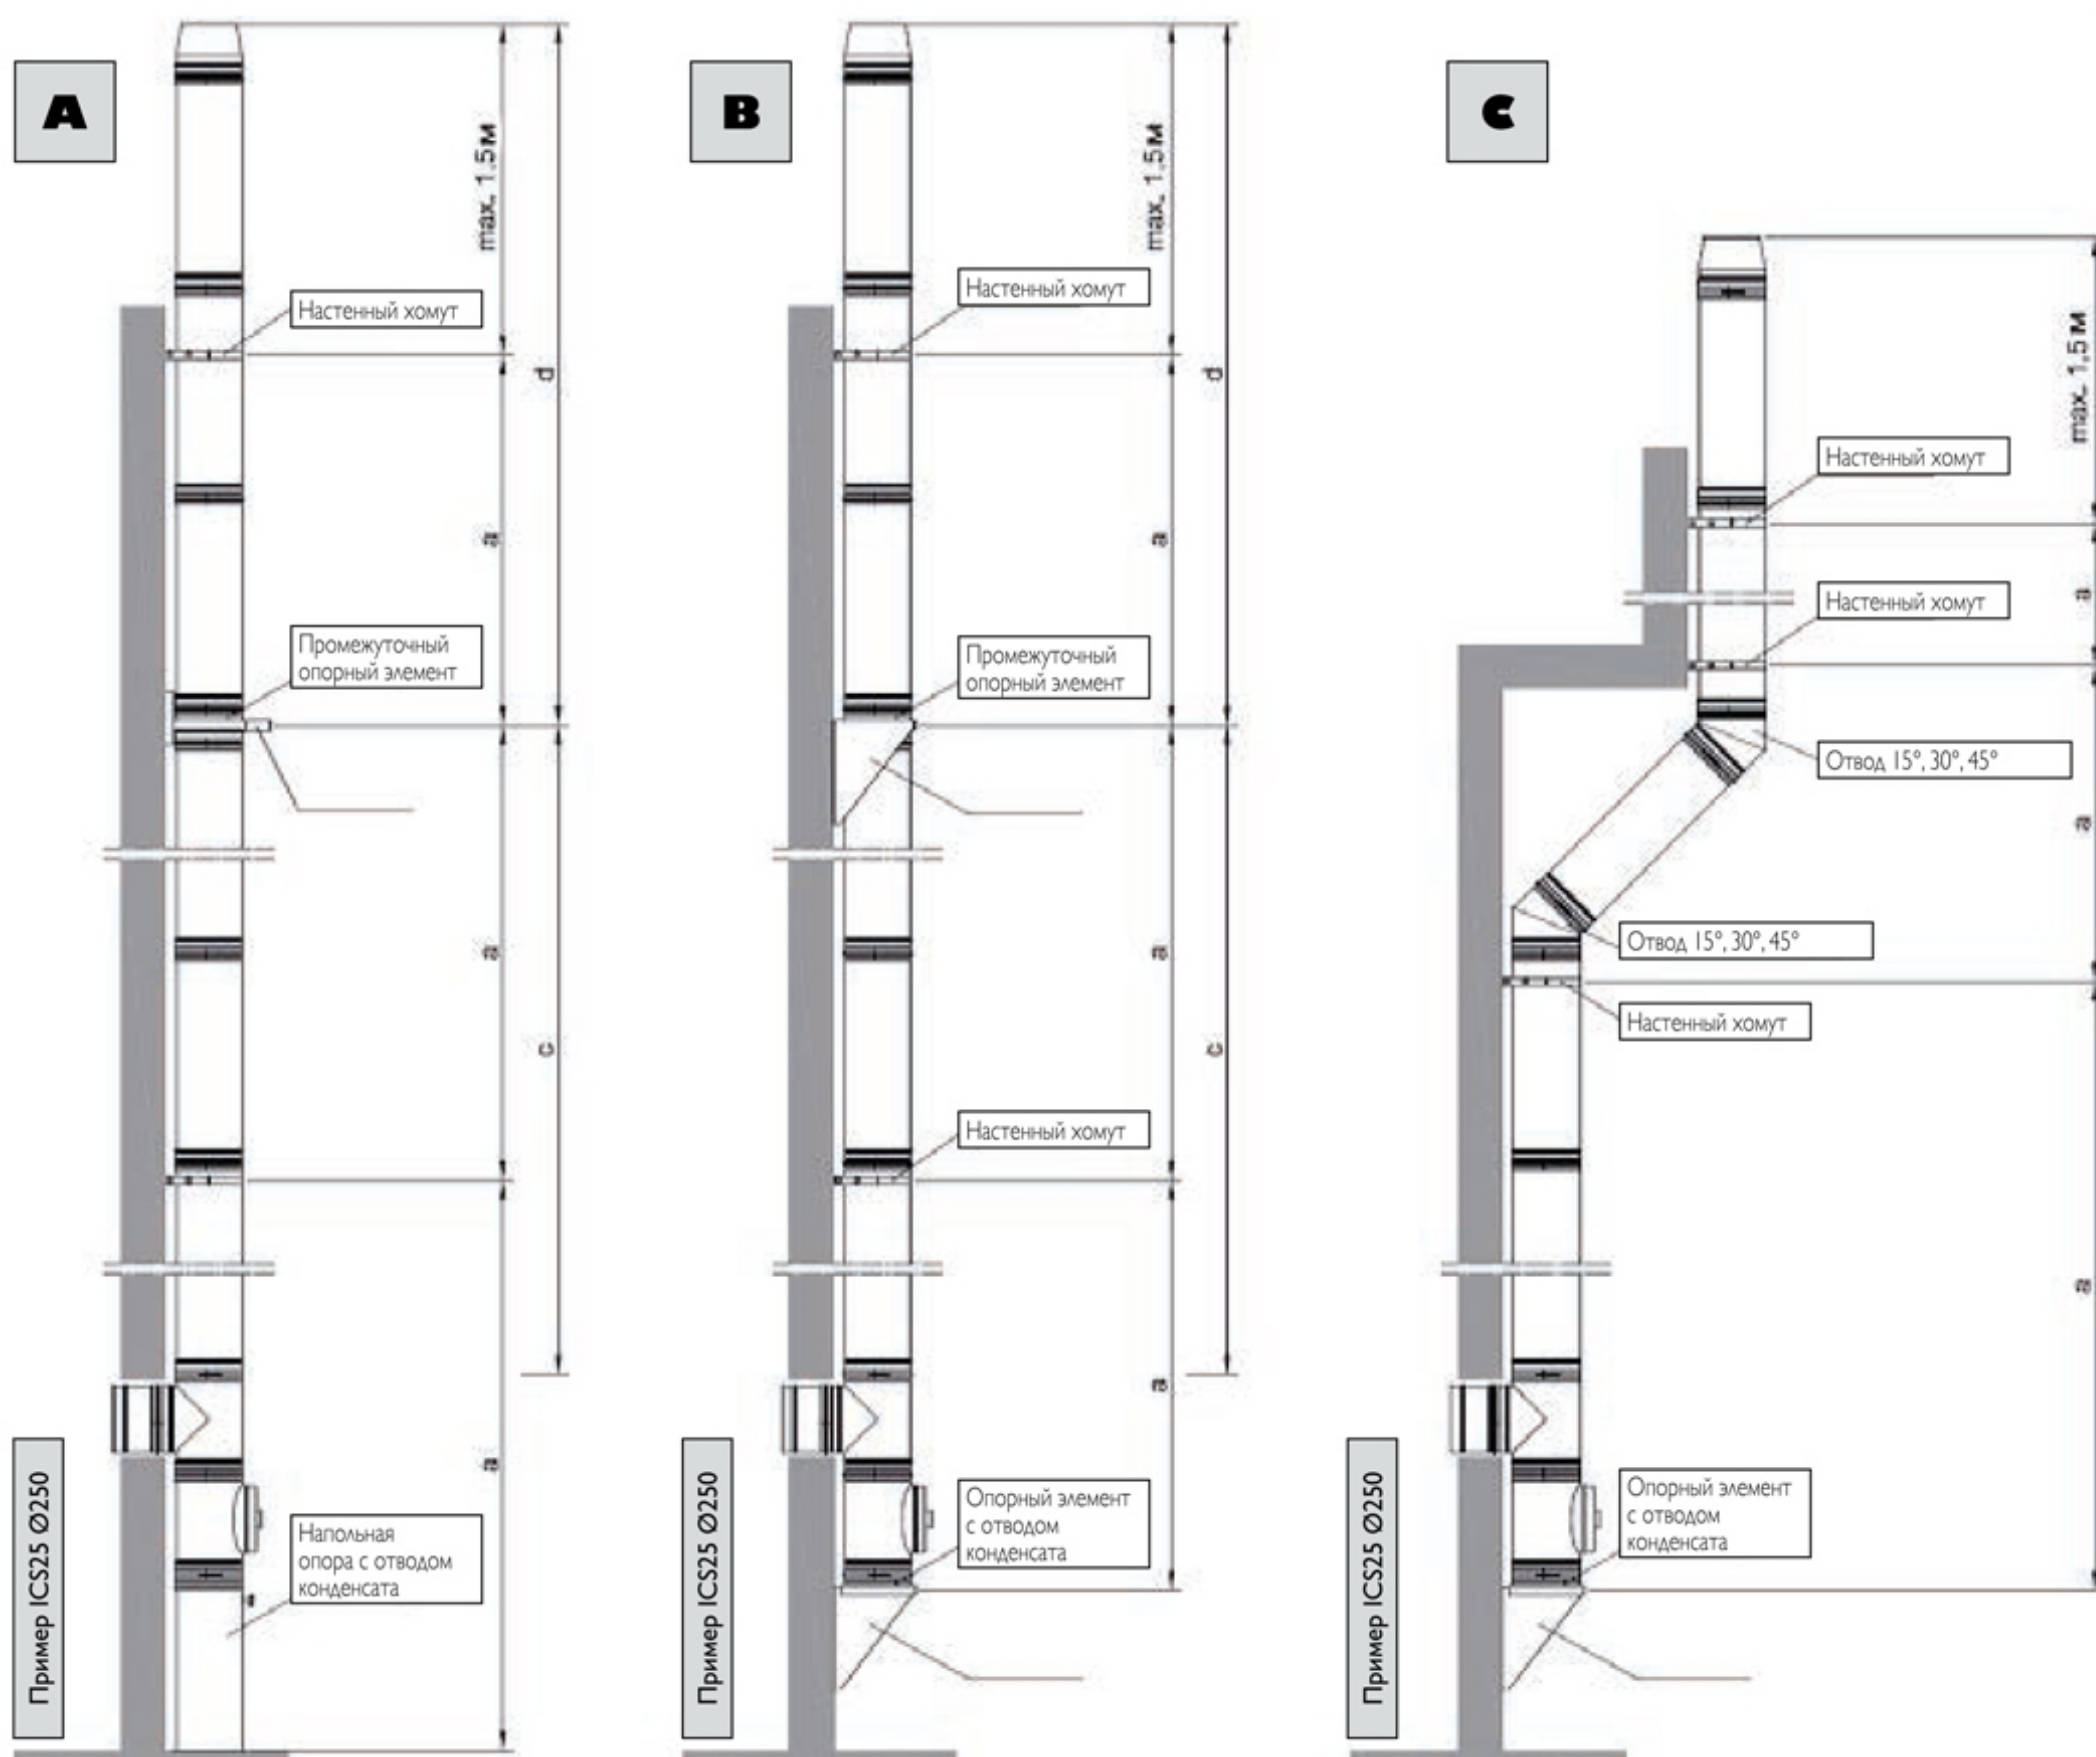 A
max. 1.5м
Настенный хомут
d
a
Промежуточный
опорный элемент
a
c
a
Напольная
опора с отводом
конденсата
Пример ICS25 Ø250
B
max. 1.5м
Настенный хомут
d
a
Промежуточный
опорный элемент
a
c
Настенный хомут
a
Опорный элемент
с отводом
конденсата
Пример ICS25 Ø250
C
max. 1.5м
Настенный хомут
a
Настенный хомут
Отвод 15°, 30°, 45°
a
Отвод 15°, 30°, 45°
Настенный хомут
a
Опорный элемент
с отводом
конденсата
Пример ICS25 Ø250